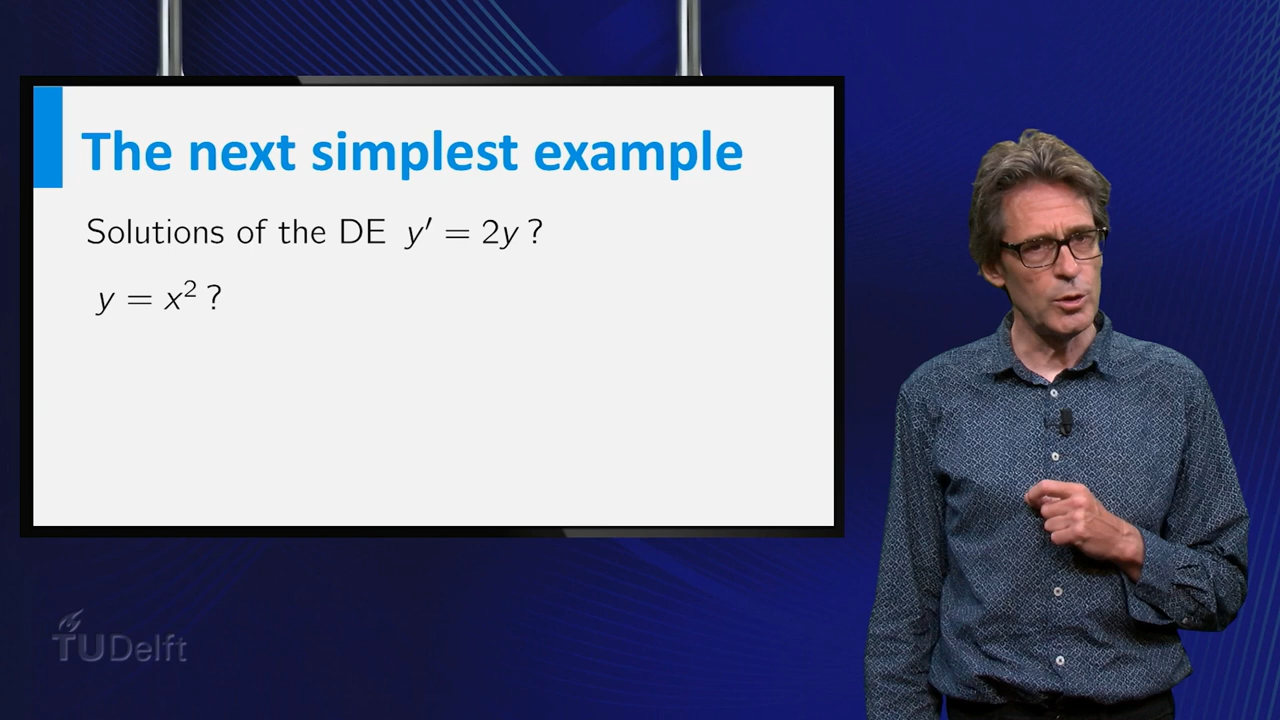 The next simplest example
Solutions of the DE y′ = 2y ?
y = x² ?
TUDelft